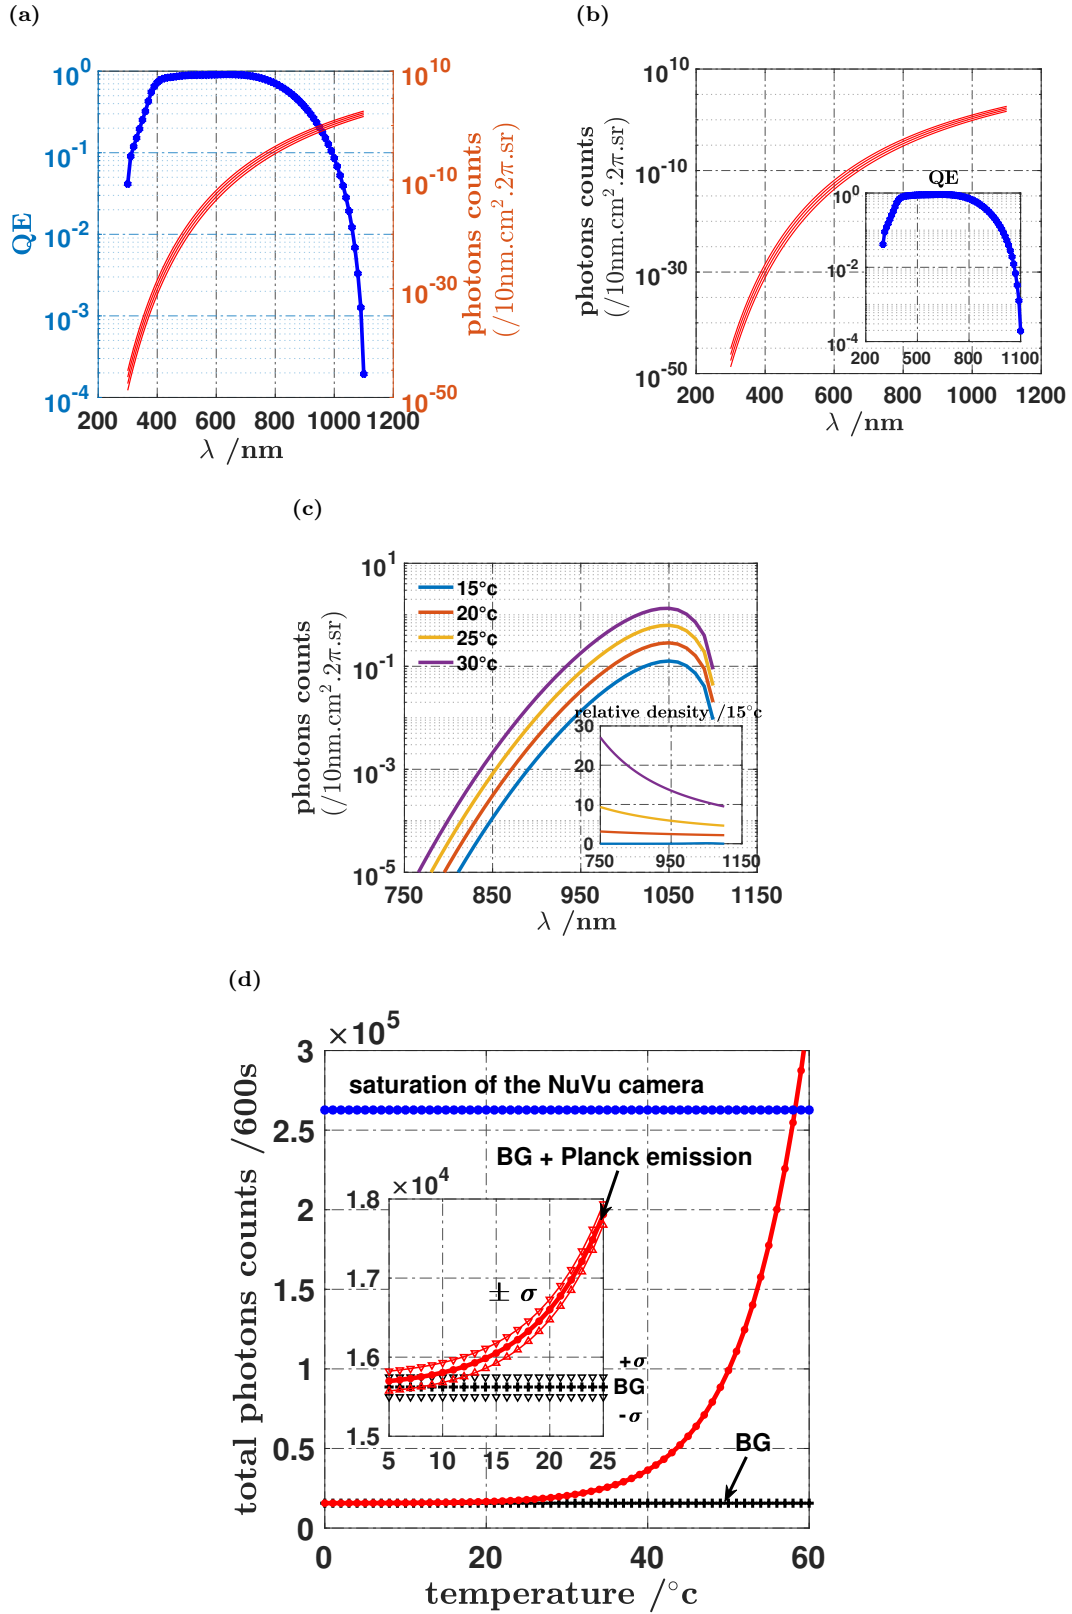 (a)
10^0
10^-1
10^-2
10^-3
10^-4
QE
10^10
10^-10
10^-30
10^-50
photons counts
(/10nm.cm².2π.sr)
200 400 600 800 1000 1200
λ /nm
(b)
10^10
10^-10
10^-30
10^-50
photons counts
(/10nm.cm².2π.sr)
QE
10^0
10^-2
10^-4
200 500 800 1100
200 400 600 800 1000 1200
λ /nm
(c)
10^1
10^-1
10^-3
10^-5
photons counts
(/10nm.cm².2π.sr)
15°c
20°c
25°c
30°c
relative density /15°c
30
20
10
0
750 950 1150
750 850 950 1050 1150
λ /nm
(d)
×10^5
3
2.5
2
1.5
1
0.5
0
total photons counts /600s
saturation of the NuVu camera
BG + Planck emission
×10^4
1.8
1.7
1.6
1.5
± σ
+σ
BG
-σ
5 10 15 20 25
BG
0 20 40 60
temperature /°c